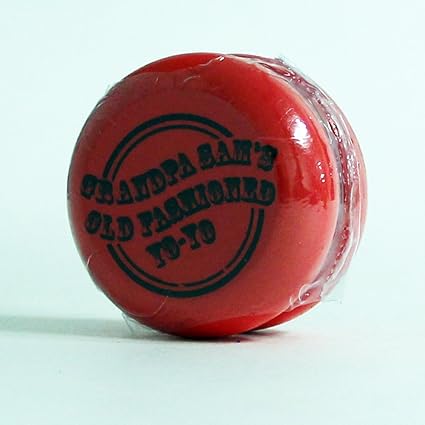 GRANDPA SAM'S
OLD FASHIONED
YO-YO